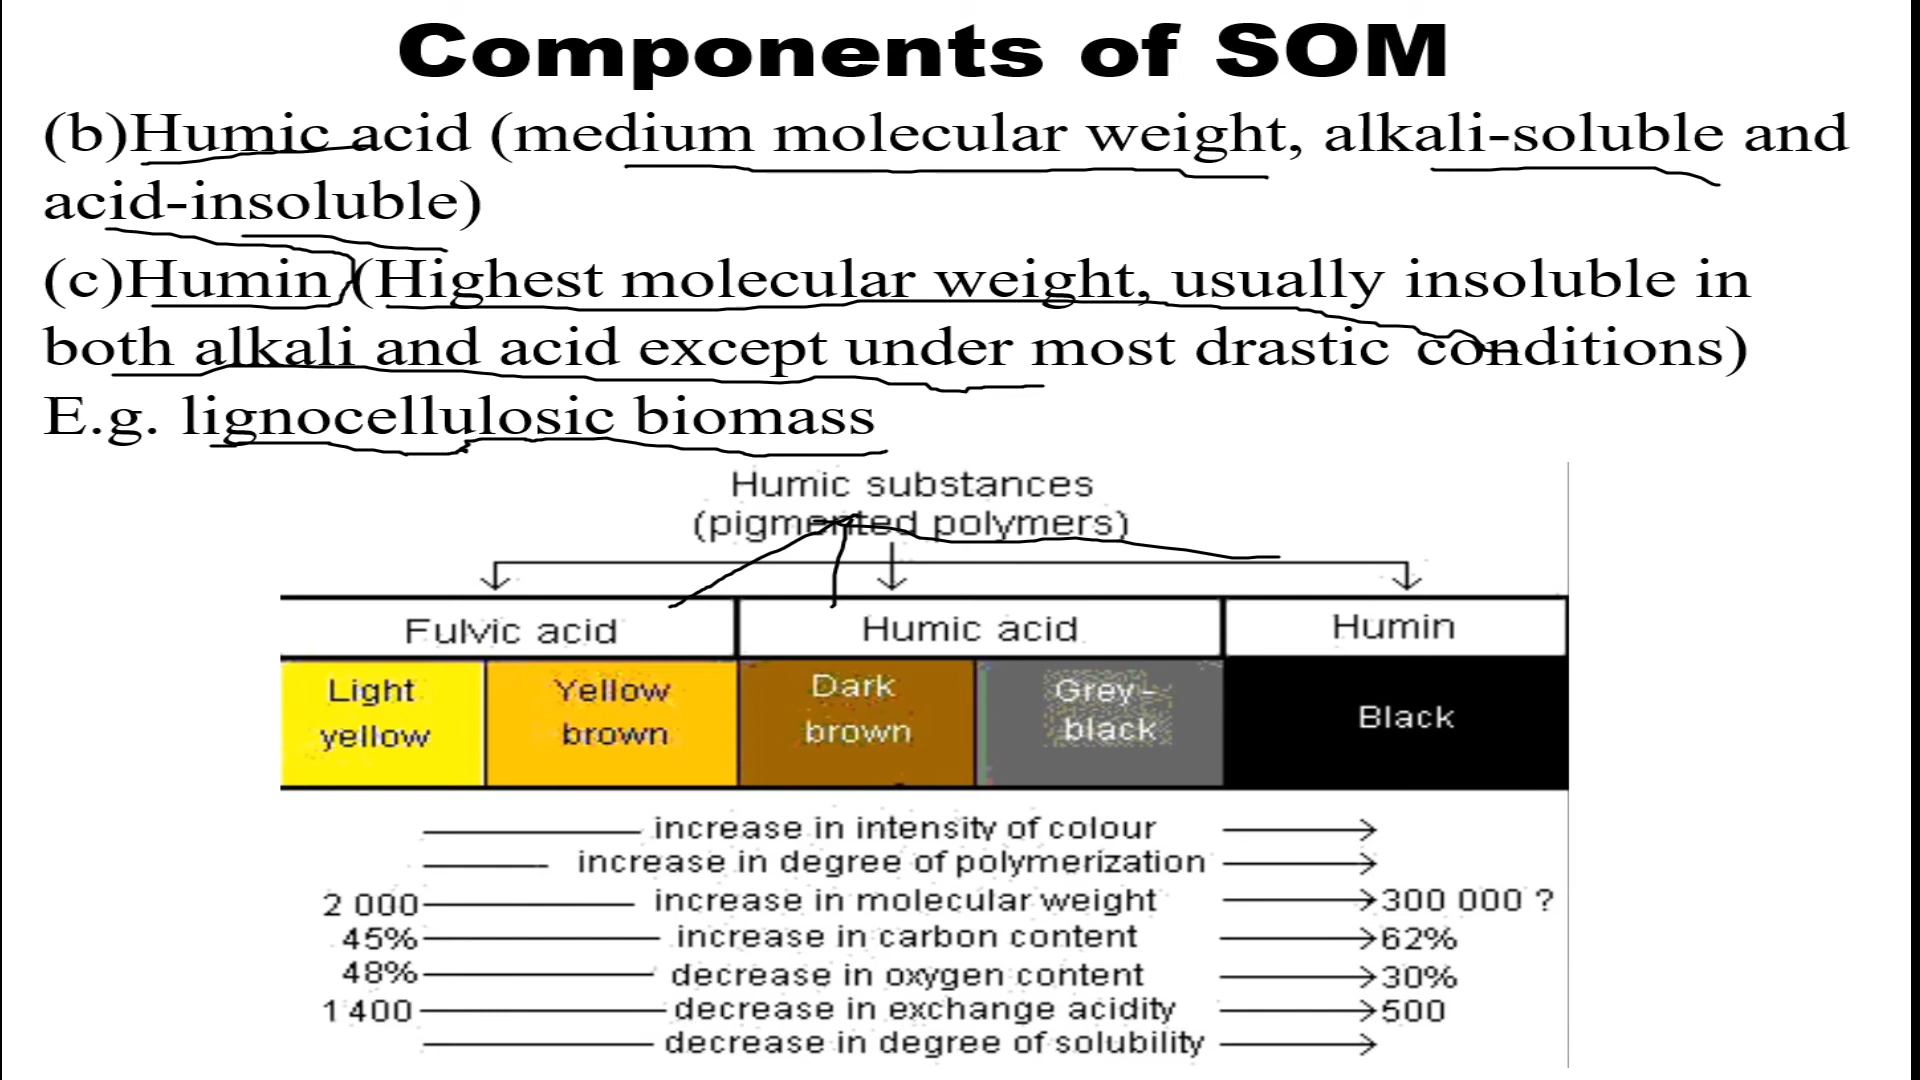 Components of SOM
(b)Humic acid (medium molecular weight, alkali-soluble and
acid-insoluble)
(c)Humin (Highest molecular weight, usually insoluble in
both alkali and acid except under most drastic conditions)
E.g. lignocellulosic biomass
Humic substances
(pigmented polymers)
Fulvic acid Humic acid Humin
Light yellow Yellow brown Dark brown Grey-black Black
increase in intensity of colour
increase in degree of polymerization
2 000 increase in molecular weight 300 000 ?
45% increase in carbon content 62%
48% decrease in oxygen content 30%
1 400 decrease in exchange acidity 500
decrease in degree of solubility